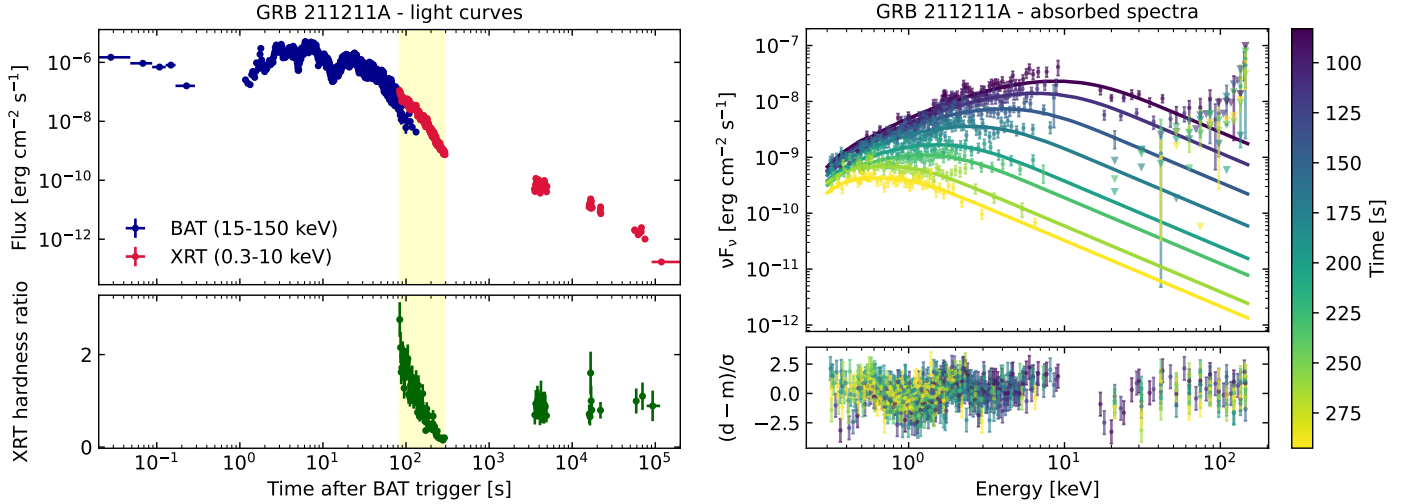 GRB 211211A - light curves
Flux [erg cm⁻² s⁻¹]
10⁻⁶
10⁻⁸
10⁻¹⁰
10⁻¹²
BAT (15-150 keV)
XRT (0.3-10 keV)
XRT hardness ratio
2
0
10⁻¹ 10⁰ 10¹ 10² 10³ 10⁴ 10⁵
Time after BAT trigger [s]
GRB 211211A - absorbed spectra
νFᵥ [erg cm⁻² s⁻¹]
10⁻⁷
10⁻⁸
10⁻⁹
10⁻¹⁰
10⁻¹¹
10⁻¹²
(d − m)/σ
2.5
0.0
−2.5
10⁰ 10¹ 10²
Energy [keV]
100
125
150
175
200
225
250
275
Time [s]